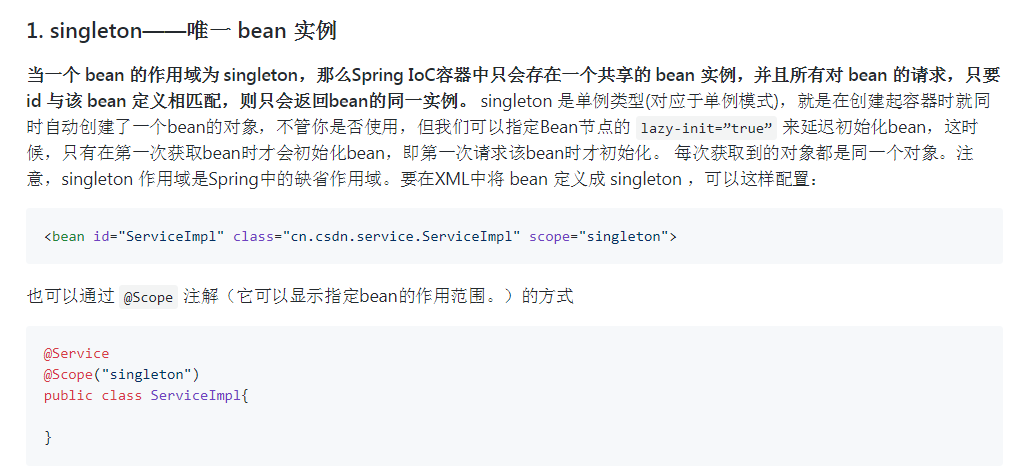 1. singleton——唯一 bean 实例
当一个 bean 的作用域为 singleton，那么Spring IoC容器中只会存在一个共享的 bean 实例，并且所有对 bean 的请求，只要
id 与该 bean 定义相匹配，则只会返回bean的同一实例。 singleton 是单例类型(对应于单例模式)，就是在创建起容器时就同
时自动创建了一个bean的对象，不管你是否使用，但我们可以指定Bean节点的 lazy-init=”true” 来延迟初始化bean，这时
候，只有在第一次获取bean时才会初始化bean，即第一次请求该bean时才初始化。 每次获取到的对象都是同一个对象。注
意，singleton 作用域是Spring中的缺省作用域。要在XML中将 bean 定义成 singleton ，可以这样配置：
<bean id="ServiceImpl" class="cn.csdn.service.ServiceImpl" scope="singleton">
也可以通过 @Scope 注解（它可以显示指定bean的作用范围。）的方式
@Service
@Scope("singleton")
public class ServiceImpl{
}